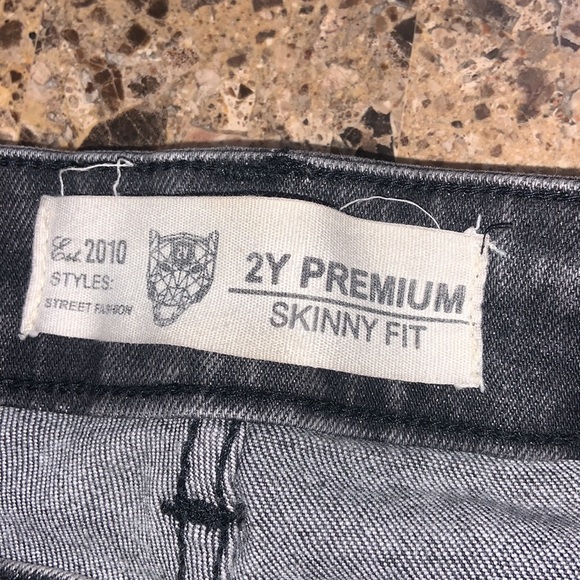 Est. 2010
STYLES:
STREET FASHION
2Y PREMIUM
SKINNY FIT